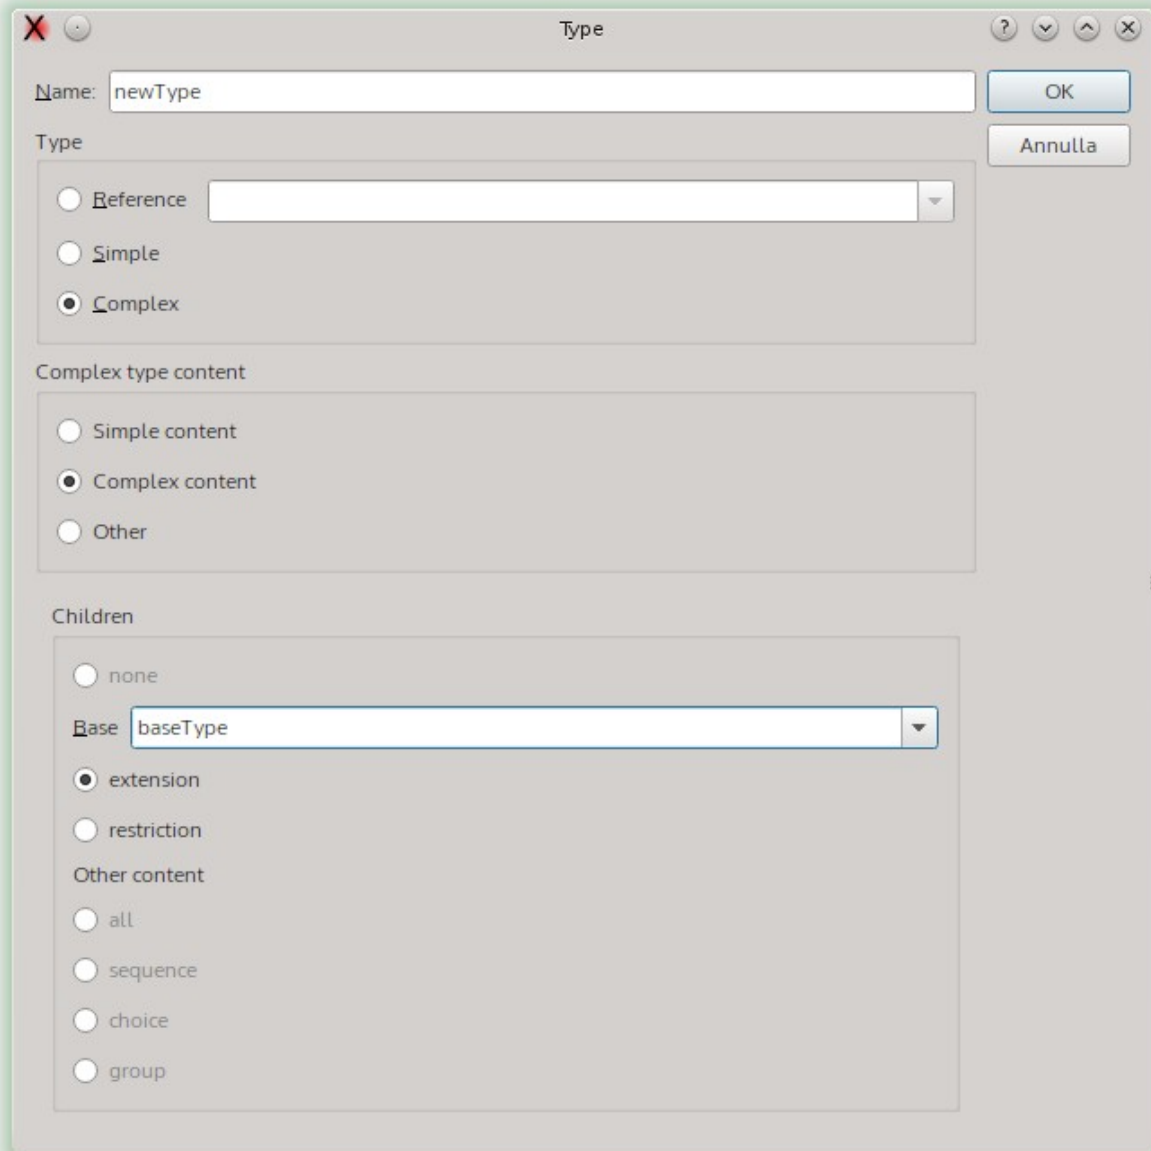 Type
Name: newType
OK
Type
Annulla
Reference
Simple
Complex
Complex type content
Simple content
Complex content
Other
Children
none
Base baseType
extension
restriction
Other content
all
sequence
choice
group